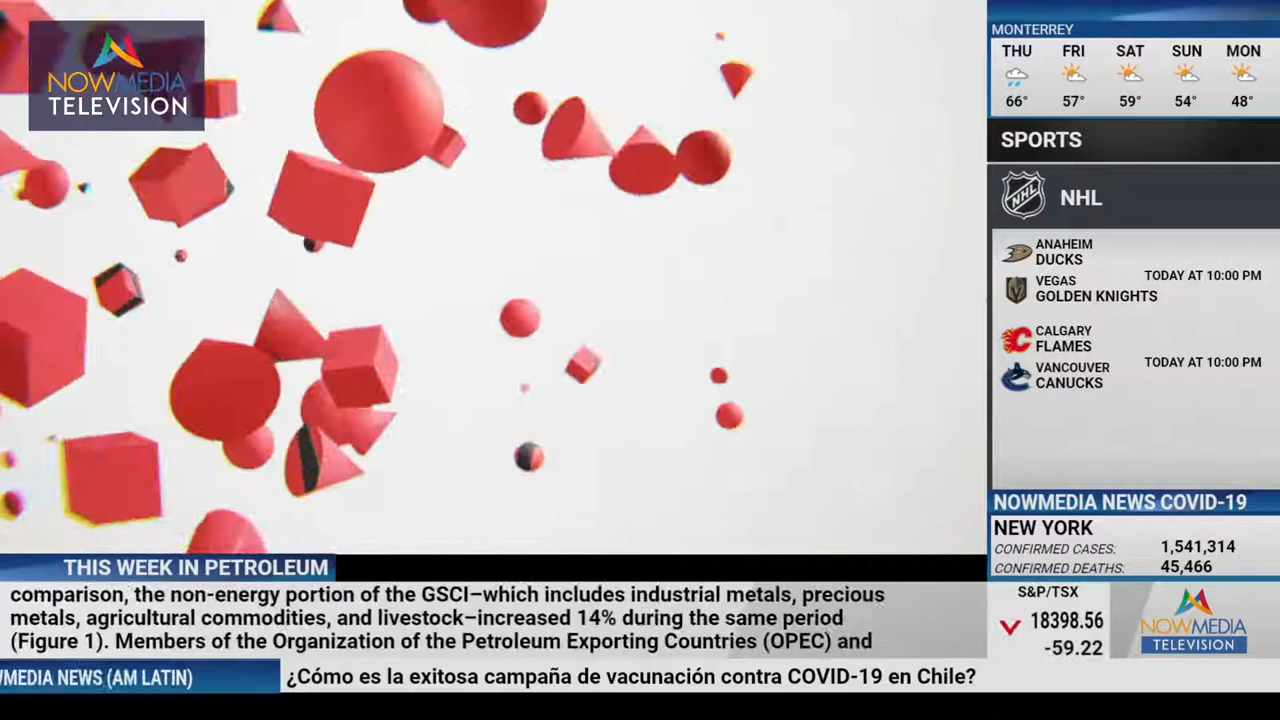 NOWMEDIA
TELEVISION
MONTERREY
THU FRI SAT SUN MON
66° 57° 59° 54° 48°
SPORTS
NHL
NHL
ANAHEIM
DUCKS
TODAY AT 10:00 PM
VEGAS
GOLDEN KNIGHTS
CALGARY
FLAMES
TODAY AT 10:00 PM
VANCOUVER
CANUCKS
NOWMEDIA NEWS COVID-19
NEW YORK
CONFIRMED CASES: 1,541,314
CONFIRMED DEATHS: 45,466
THIS WEEK IN PETROLEUM
comparison, the non-energy portion of the GSCI–which includes industrial metals, precious
metals, agricultural commodities, and livestock–increased 14% during the same period
(Figure 1). Members of the Organization of the Petroleum Exporting Countries (OPEC) and
S&P/TSX
18398.56
-59.22
NOWMEDIA
TELEVISION
WMEDIA NEWS (AM LATIN)
¿Cómo es la exitosa campaña de vacunación contra COVID-19 en Chile?